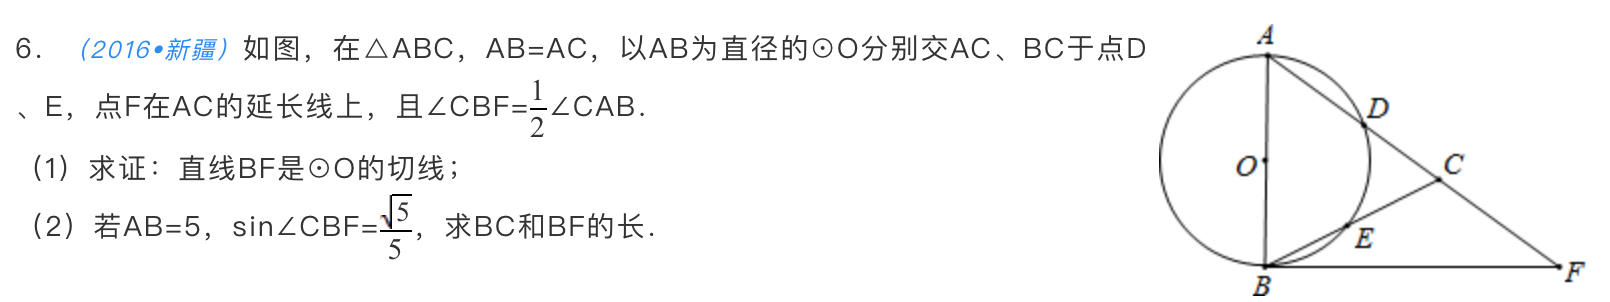 6. （2016•新疆）如图，在△ABC，AB=AC，以AB为直径的⊙O分别交AC、BC于点D
、E，点F在AC的延长线上，且∠CBF=1/2∠CAB.
（1）求证：直线BF是⊙O的切线；
（2）若AB=5，sin∠CBF=√5/5，求BC和BF的长.
A
D
O
C
E
B
F